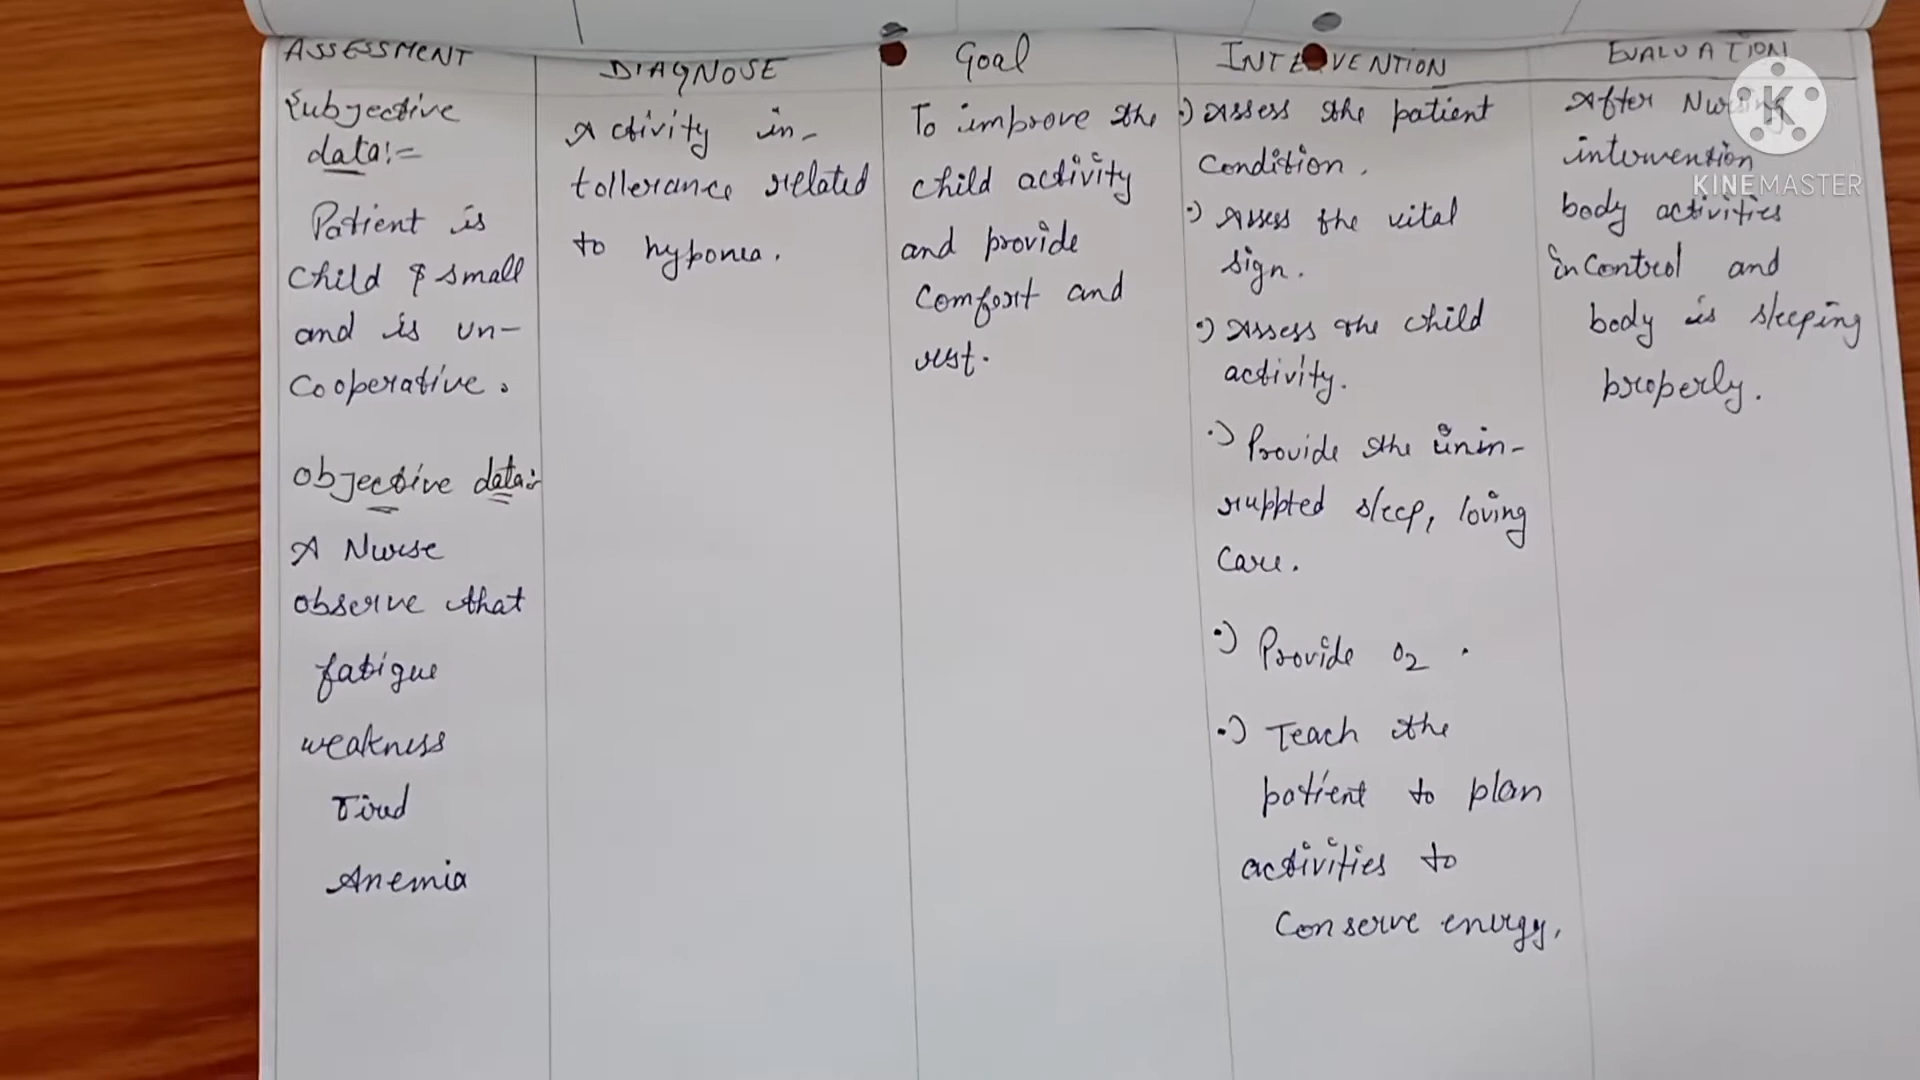 ASSESSMENT
Subjective
data:-
Patient is
child & small
and is un-
cooperative.
Objective data:-
A Nurse
observe that
fatigue
weakness
Tired
Anemia
DIAGNOSE
Activity in-
tollerance related
to hyponea.
Goal
To improve the
child activity
and provide
comfort and
rest.
INTERVENTION
•) Assess the patient
condition.
•) Assess the vital
sign.
•) Assess the child
activity.
•) Provide the unin-
ruppted sleep, loving
care.
•) Provide O2.
•) Teach the
patient to plan
activities to
conserve energy.
EVALUATION
After Nursing
intervention
body activities
in control and
body is sleeping
properly.
K
KINEMASTER